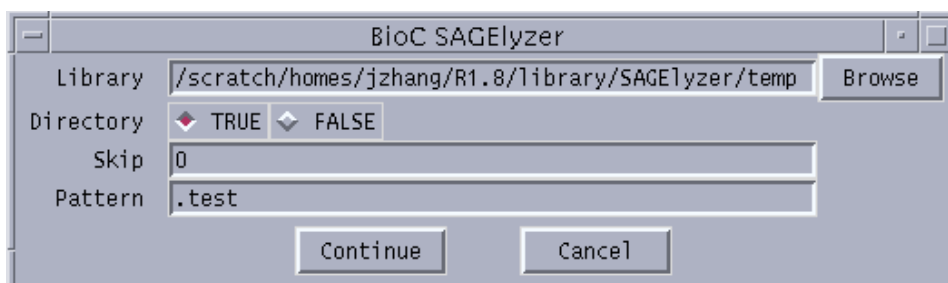 BioC SAGElyzer
Library /scratch/homes/jzhang/R1.8/library/SAGElyzer/temp Browse
Directory TRUE FALSE
Skip 0
Pattern .test
Continue Cancel